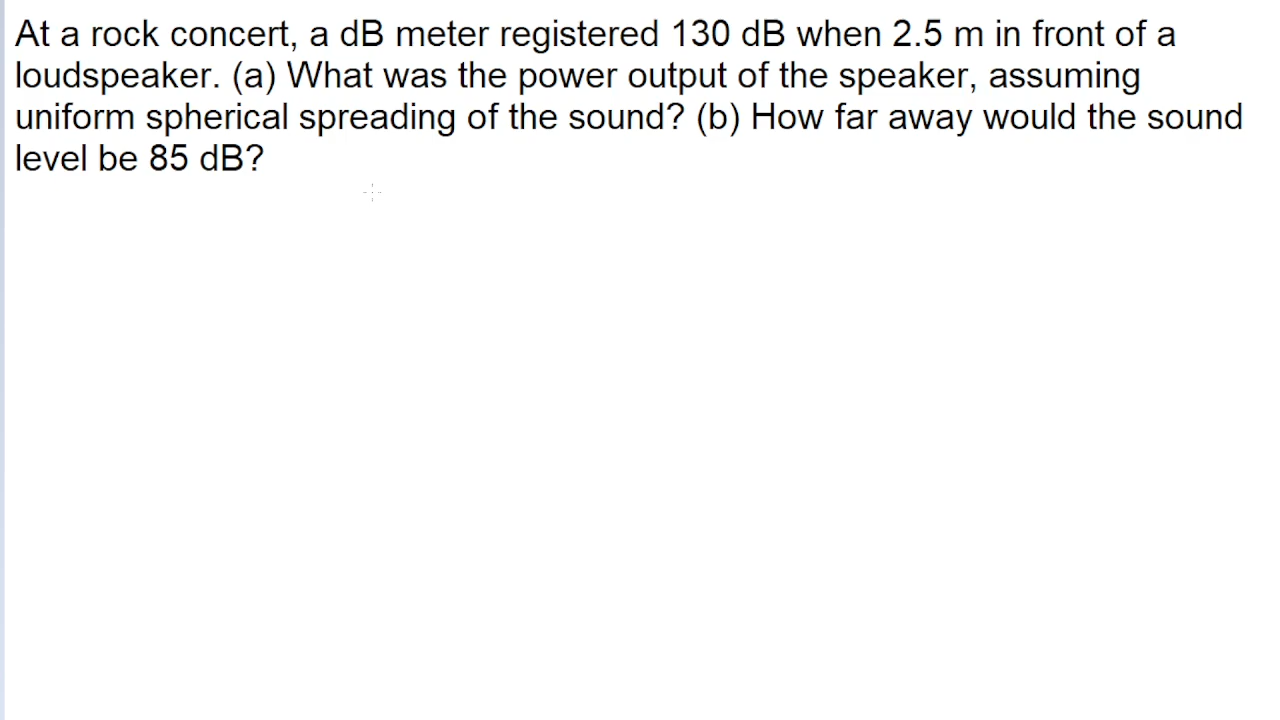 At a rock concert, a dB meter registered 130 dB when 2.5 m in front of a
loudspeaker. (a) What was the power output of the speaker, assuming
uniform spherical spreading of the sound? (b) How far away would the sound
level be 85 dB?